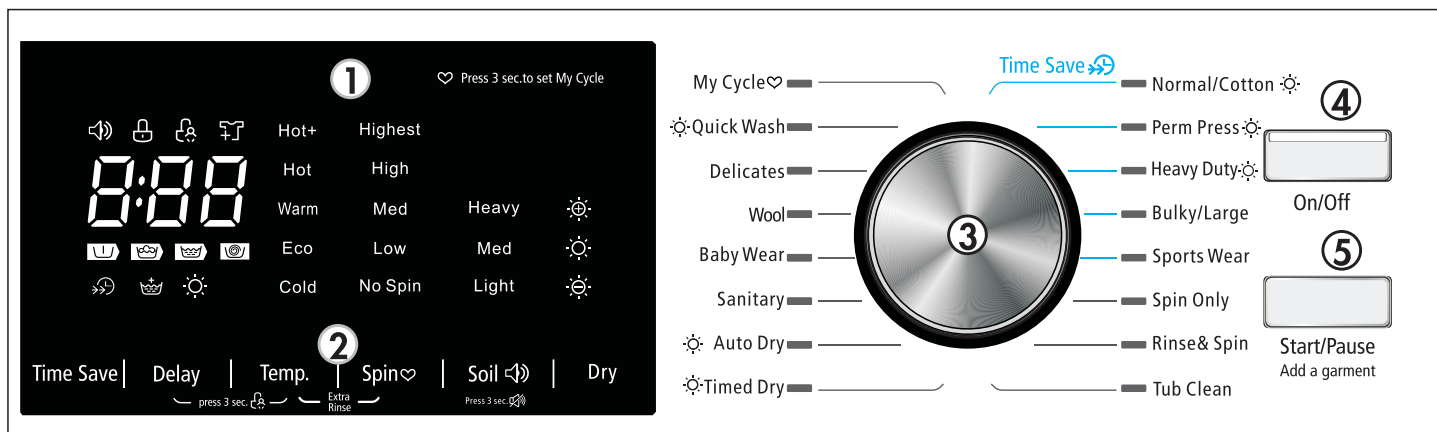 1
Press 3 sec.to set My Cycle
Hot+ Highest
8:88
Hot High
Warm Med Heavy
Eco Low Med
Cold No Spin Light
2
Time Save Delay Temp. Spin Soil Dry
press 3 sec. Extra Rinse Press 3 sec.
Time Save
My Cycle
Quick Wash
Delicates
Wool
Baby Wear
Sanitary
Auto Dry
Timed Dry
3
Normal/Cotton
Perm Press
Heavy Duty
Bulky/Large
Sports Wear
Spin Only
Rinse& Spin
Tub Clean
4
On/Off
5
Start/Pause
Add a garment